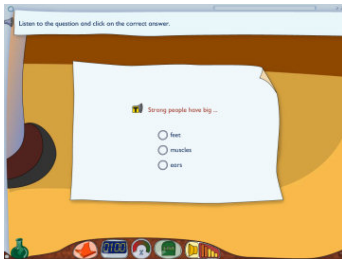 Listen to the question and click on the correct answer.
Strong people have big ...
feet
muscles
ears